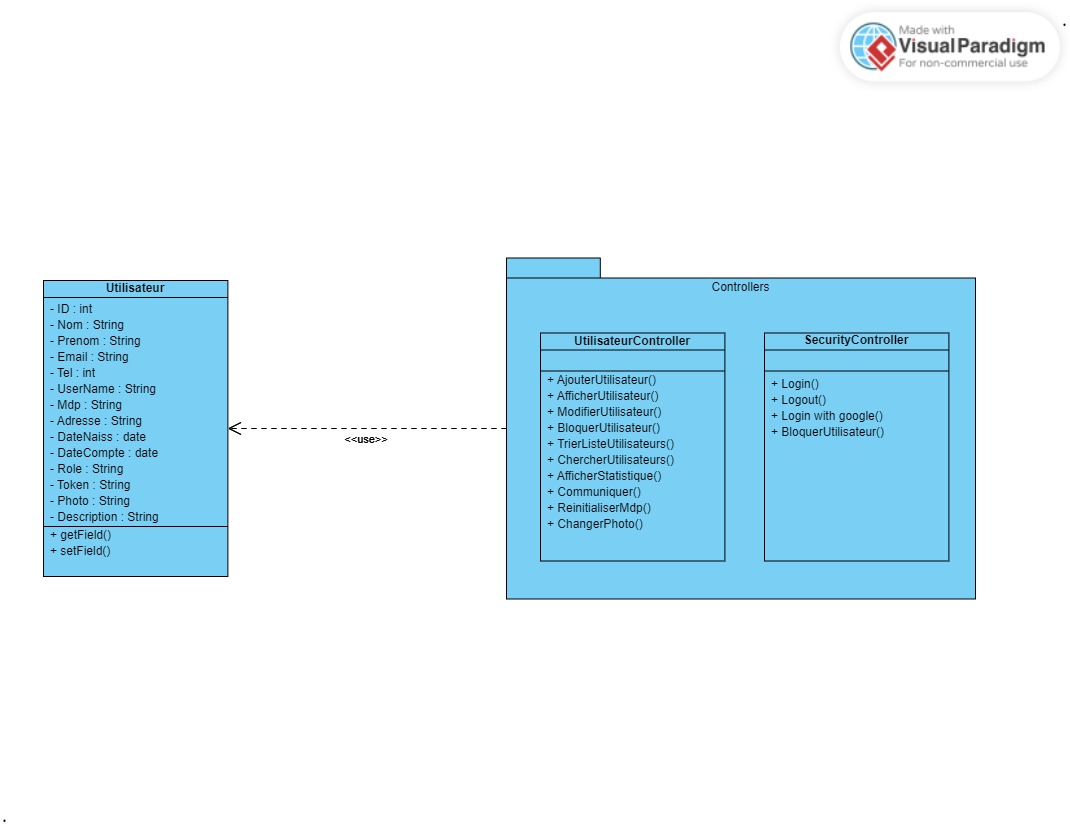 Made with
Visual Paradigm
For non-commercial use
Utilisateur
- ID : int
- Nom : String
- Prenom : String
- Email : String
- Tel : int
- UserName : String
- Mdp : String
- Adresse : String
- DateNaiss : date
- DateCompte : date
- Role : String
- Token : String
- Photo : String
- Description : String
+ getField()
+ setField()
<<use>>
Controllers
UtilisateurController
+ AjouterUtilisateur()
+ AfficherUtilisateur()
+ ModifierUtilisateur()
+ BloquerUtilisateur()
+ TrierListeUtilisateurs()
+ ChercherUtilisateurs()
+ AfficherStatistique()
+ Communiquer()
+ ReinitialiserMdp()
+ ChangerPhoto()
SecurityController
+ Login()
+ Logout()
+ Login with google()
+ BloquerUtilisateur()